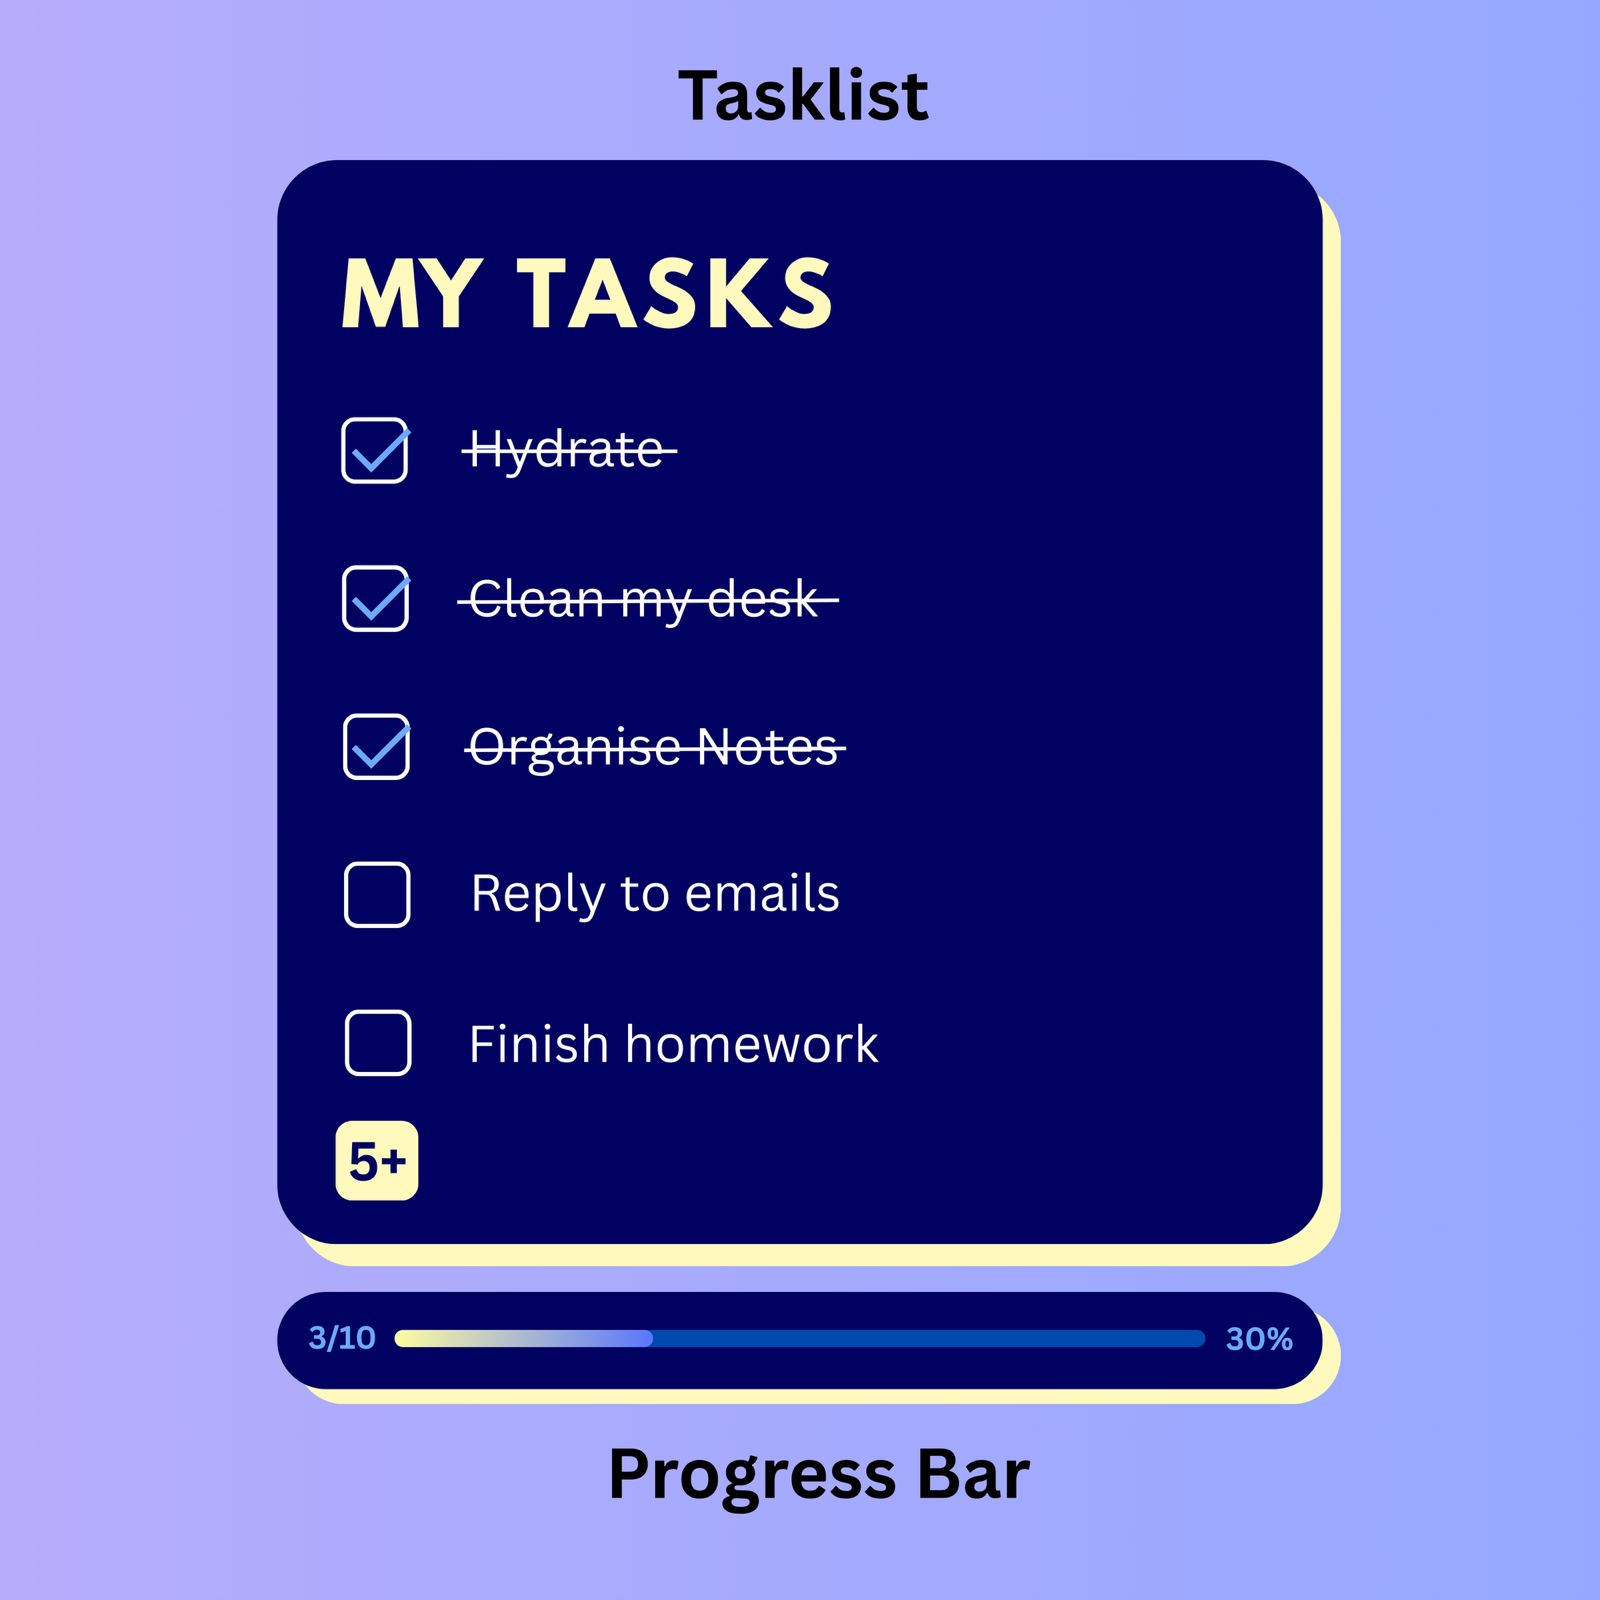 Tasklist
MY TASKS
Hydrate
Clean my desk
Organise Notes
Reply to emails
Finish homework
5+
3/10
30%
Progress Bar